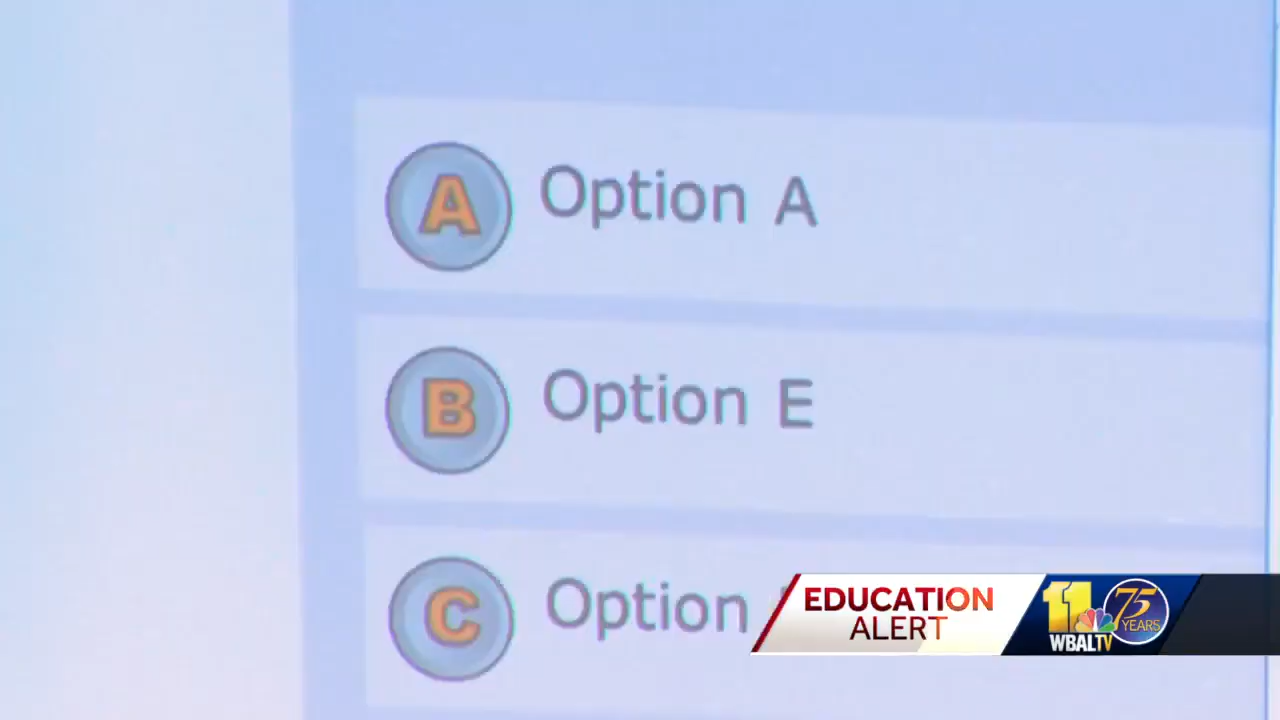 A Option A
B Option E
C Option
EDUCATION
ALERT
11
75
YEARS
WBALTV